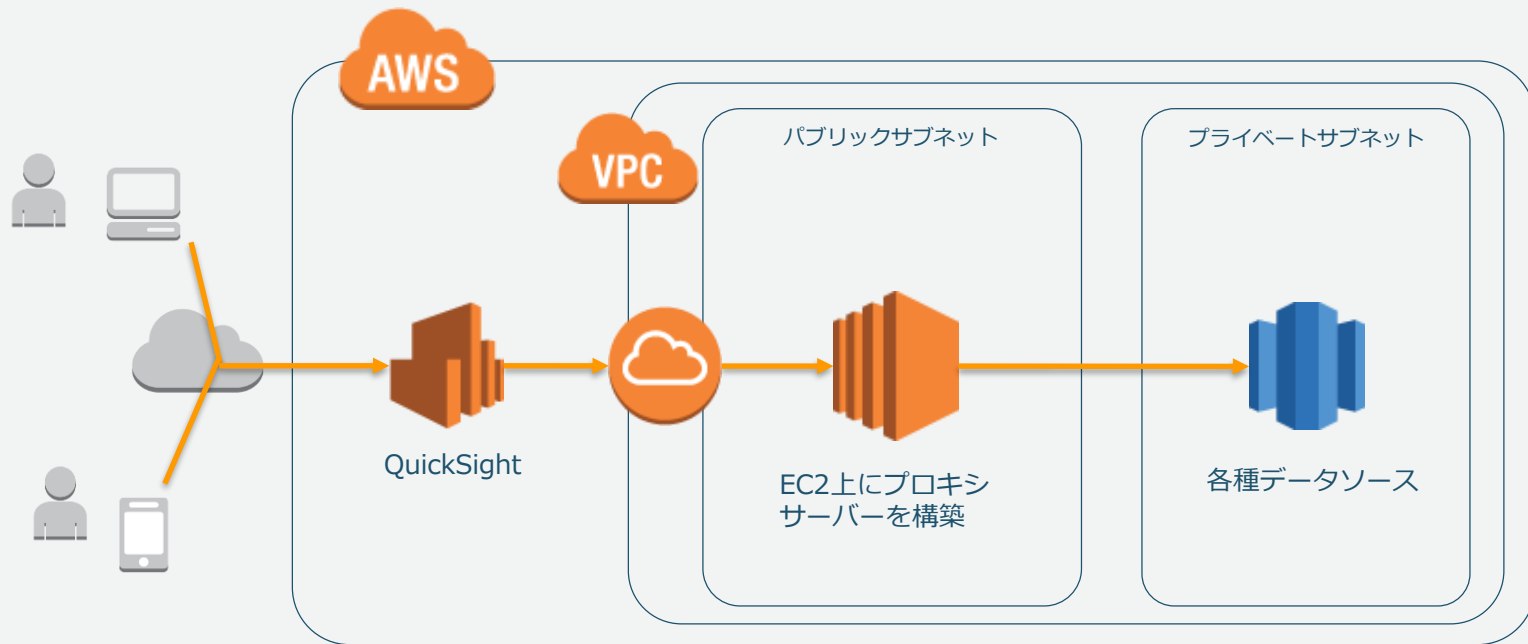 AWS
VPC
パブリックサブネット
プライベートサブネット
QuickSight
EC2上にプロキシ
サーバーを構築
各種データソース